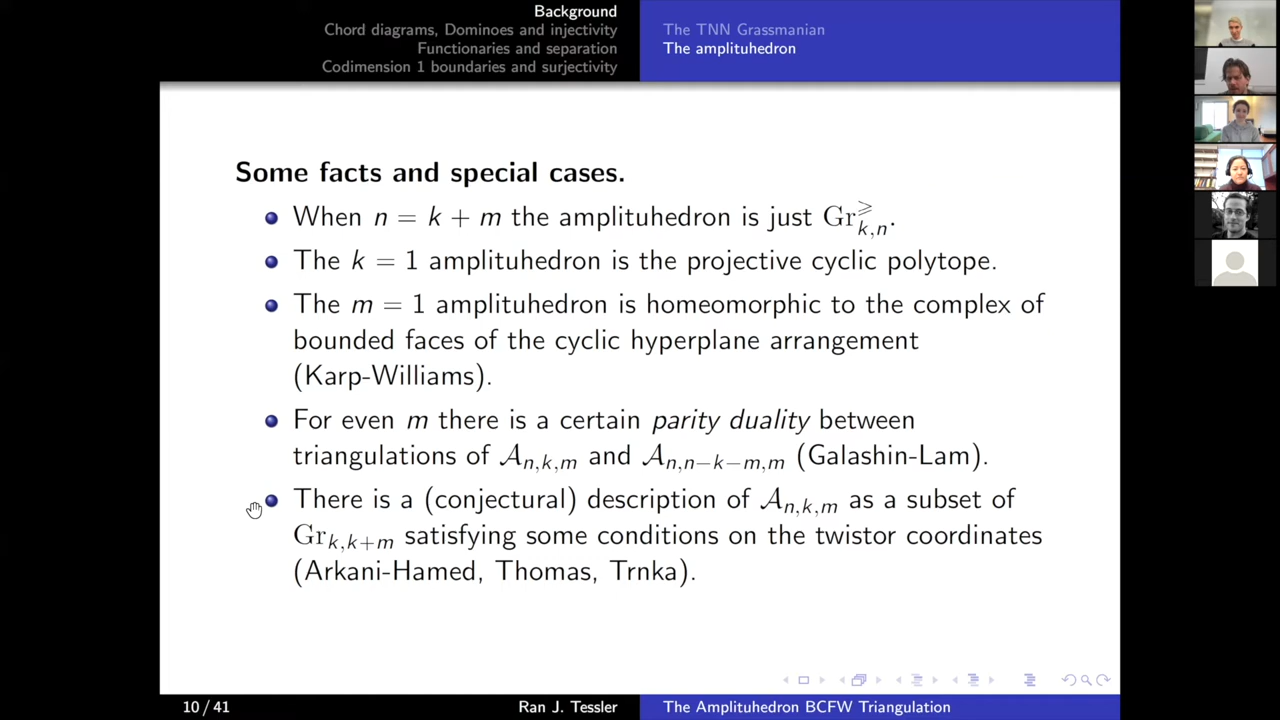 Background
Chord diagrams, Dominoes and injectivity
Functionaries and separation
Codimension 1 boundaries and surjectivity
The TNN Grassmanian
The amplituhedron
Some facts and special cases.
When n = k + m the amplituhedron is just Gr^⩾_{k,n}.
The k = 1 amplituhedron is the projective cyclic polytope.
The m = 1 amplituhedron is homeomorphic to the complex of
bounded faces of the cyclic hyperplane arrangement
(Karp-Williams).
For even m there is a certain parity duality between
triangulations of 𝒜_{n,k,m} and 𝒜_{n,n−k−m,m} (Galashin-Lam).
There is a (conjectural) description of 𝒜_{n,k,m} as a subset of
Gr_{k,k+m} satisfying some conditions on the twistor coordinates
(Arkani-Hamed, Thomas, Trnka).
10 / 41
Ran J. Tessler
The Amplituhedron BCFW Triangulation